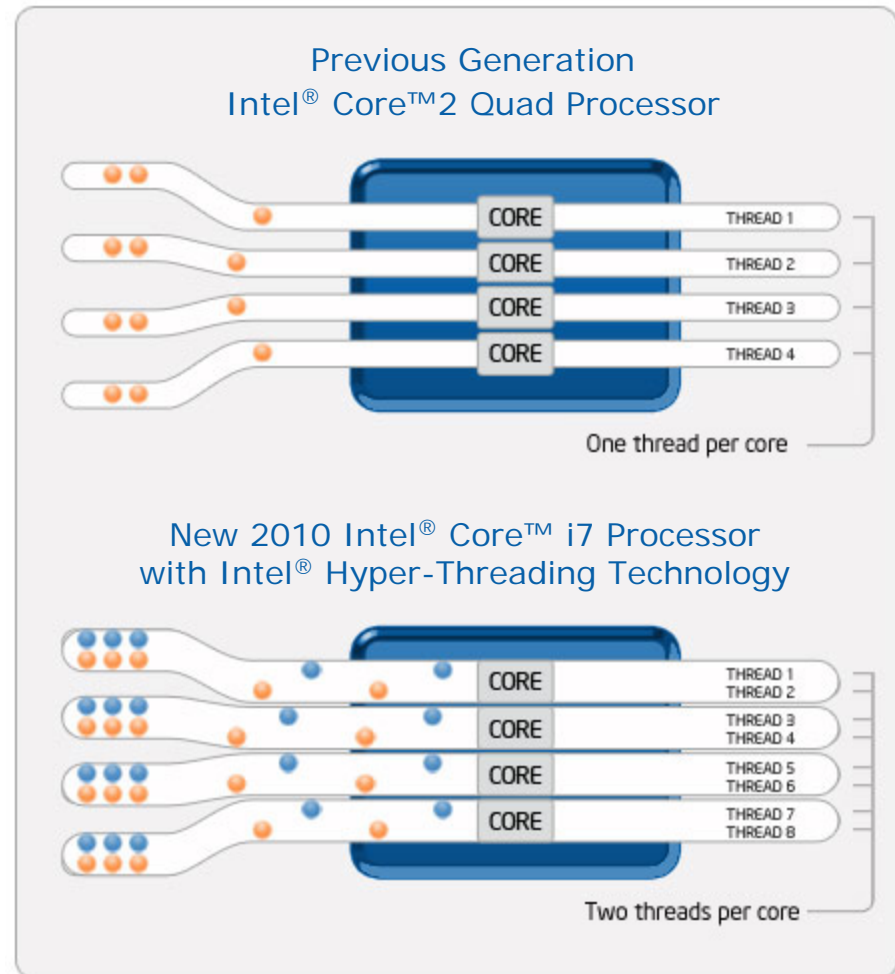 Previous Generation
Intel® Core™2 Quad Processor
CORE
THREAD 1
CORE
THREAD 2
CORE
THREAD 3
CORE
THREAD 4
One thread per core
New 2010 Intel® Core™ i7 Processor
with Intel® Hyper-Threading Technology
CORE
THREAD 1
THREAD 2
CORE
THREAD 3
THREAD 4
CORE
THREAD 5
THREAD 6
CORE
THREAD 7
THREAD 8
Two threads per core